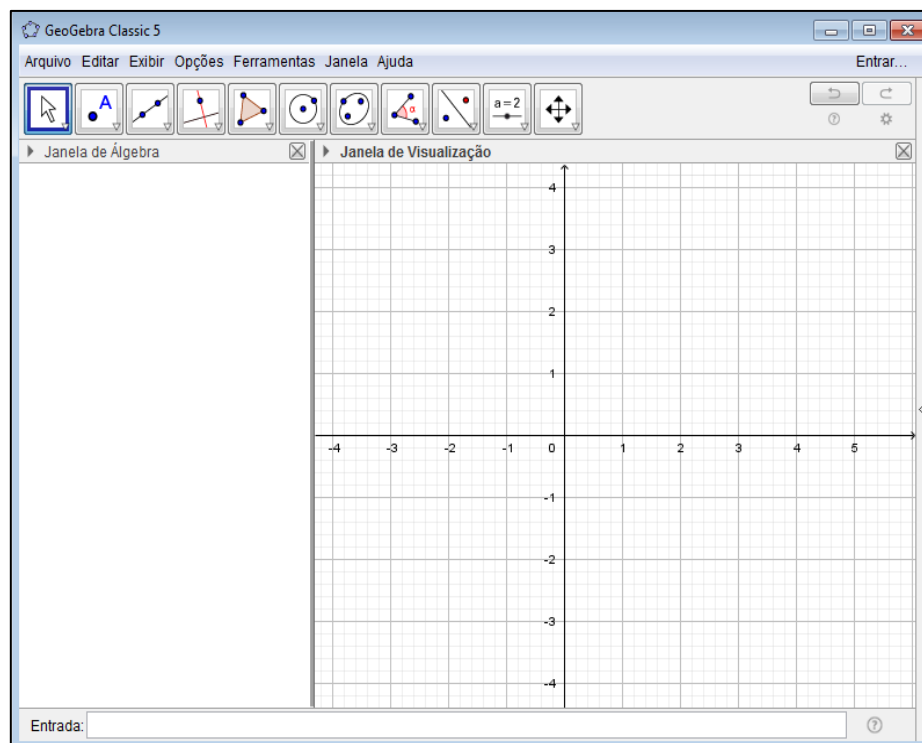 GeoGebra Classic 5
Arquivo Editar Exibir Opções Ferramentas Janela Ajuda Entrar...
A α a = 2
Janela de Álgebra Janela de Visualização
4
3
2
1
-4 -3 -2 -1 0 1 2 3 4 5
-1
-2
-3
-4
Entrada: